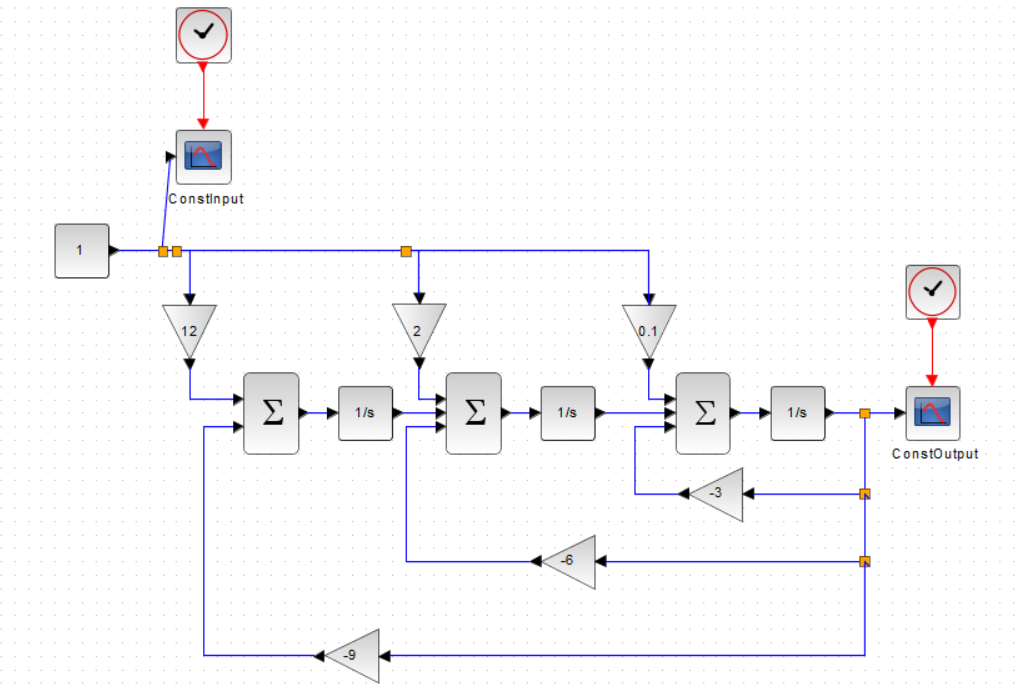 ConstInput
1
12
2
0.1
Σ
1/s
Σ
1/s
Σ
1/s
ConstOutput
-3
-6
-9